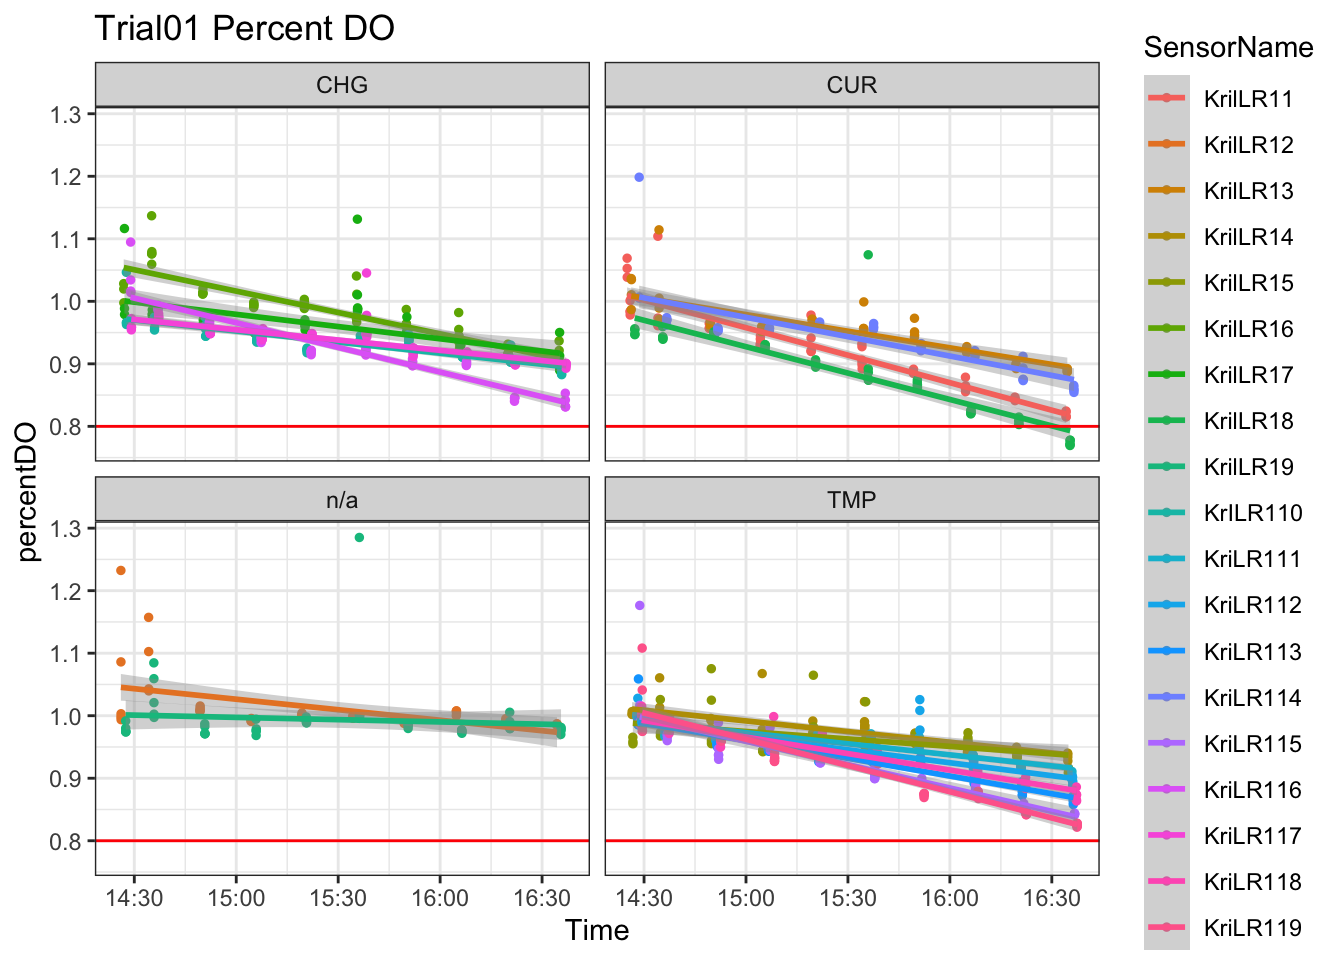 Trial01 Percent DO
SensorName
CHG
CUR
1.3
1.2
1.1
1.0
0.9
0.8
n/a
TMP
1.3
1.2
1.1
1.0
0.9
0.8
percentDO
14:30
15:00
15:30
16:00
16:30
14:30
15:00
15:30
16:00
16:30
Time
KrilLR11
KrilLR12
KrilLR13
KrilLR14
KrilLR15
KrilLR16
KrilLR17
KrilLR18
KrilLR19
KrILR110
KriLR111
KriLR112
KriLR113
KriLR114
KriLR115
KriLR116
KriLR117
KriLR118
KriLR119